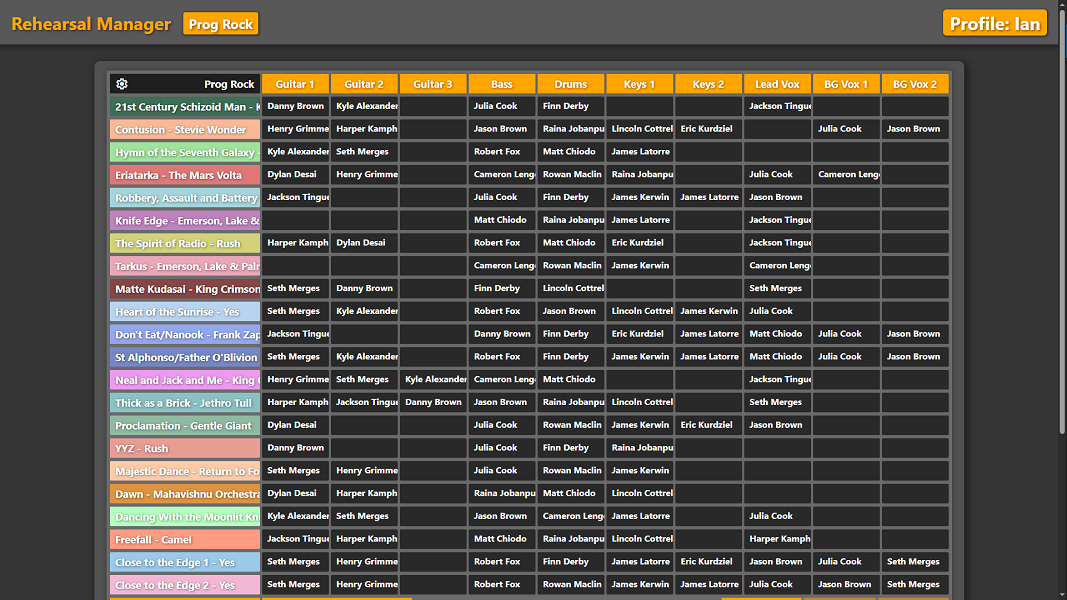 Rehearsal Manager Prog Rock Profile: Ian
Prog Rock Guitar 1 Guitar 2 Guitar 3 Bass Drums Keys 1 Keys 2 Lead Vox BG Vox 1 BG Vox 2
21st Century Schizoid Man - K Danny Brown Kyle Alexander Julia Cook Finn Derby Jackson Tingue
Contusion - Stevie Wonder Henry Grimme Harper Kamph Jason Brown Raina Jobanpu Lincoln Cottrel Eric Kurdziel Julia Cook Jason Brown
Hymn of the Seventh Galaxy - Kyle Alexander Seth Merges Robert Fox Matt Chiodo James Latorre
Eriatarka - The Mars Volta Dylan Desai Henry Grimme Cameron Leng Rowan Maclin Raina Jobanpu Julia Cook Cameron Leng
Robbery, Assault and Battery Jackson Tingue Julia Cook Finn Derby James Kerwin James Latorre Jason Brown
Knife Edge - Emerson, Lake & Matt Chiodo Raina Jobanpu James Latorre Jackson Tingue
The Spirit of Radio - Rush Harper Kamph Dylan Desai Robert Fox Matt Chiodo Eric Kurdziel Jackson Tingue
Tarkus - Emerson, Lake & Palm Cameron Leng Rowan Maclin James Kerwin Cameron Leng
Matte Kudasai - King Crimson Seth Merges Danny Brown Finn Derby Lincoln Cottrel Seth Merges
Heart of the Sunrise - Yes Seth Merges Kyle Alexander Robert Fox Jason Brown Lincoln Cottrel James Kerwin Julia Cook
Don't Eat/Nanook - Frank Zap Jackson Tingue Danny Brown Finn Derby Eric Kurdziel James Latorre Matt Chiodo Julia Cook Jason Brown
St Alphonso/Father O'Blivion Seth Merges Kyle Alexander Robert Fox Finn Derby James Kerwin James Latorre Matt Chiodo Julia Cook Jason Brown
Neal and Jack and Me - King C Henry Grimme Seth Merges Kyle Alexander Cameron Leng Matt Chiodo Jackson Tingue
Thick as a Brick - Jethro Tull Harper Kamph Jackson Tingue Danny Brown Jason Brown Raina Jobanpu Lincoln Cottrel Seth Merges
Proclamation - Gentle Giant Dylan Desai Julia Cook Rowan Maclin James Kerwin Eric Kurdziel Jason Brown
YYZ - Rush Danny Brown Julia Cook Finn Derby Raina Jobanpu
Majestic Dance - Return to Fo Seth Merges Henry Grimme Julia Cook Rowan Maclin James Kerwin
Dawn - Mahavishnu Orchestra Dylan Desai Harper Kamph Raina Jobanpu Matt Chiodo Lincoln Cottrel
Dancing With the Moonlit Kn Kyle Alexander Seth Merges Jason Brown Cameron Leng James Latorre Julia Cook
Freefall - Camel Jackson Tingue Harper Kamph Matt Chiodo Raina Jobanpu Lincoln Cottrel Harper Kamph
Close to the Edge 1 - Yes Seth Merges Henry Grimme Robert Fox Finn Derby James Latorre Eric Kurdziel Jason Brown Julia Cook Seth Merges
Close to the Edge 2 - Yes Seth Merges Henry Grimme Robert Fox Rowan Maclin James Kerwin James Latorre Julia Cook Jason Brown Seth Merges